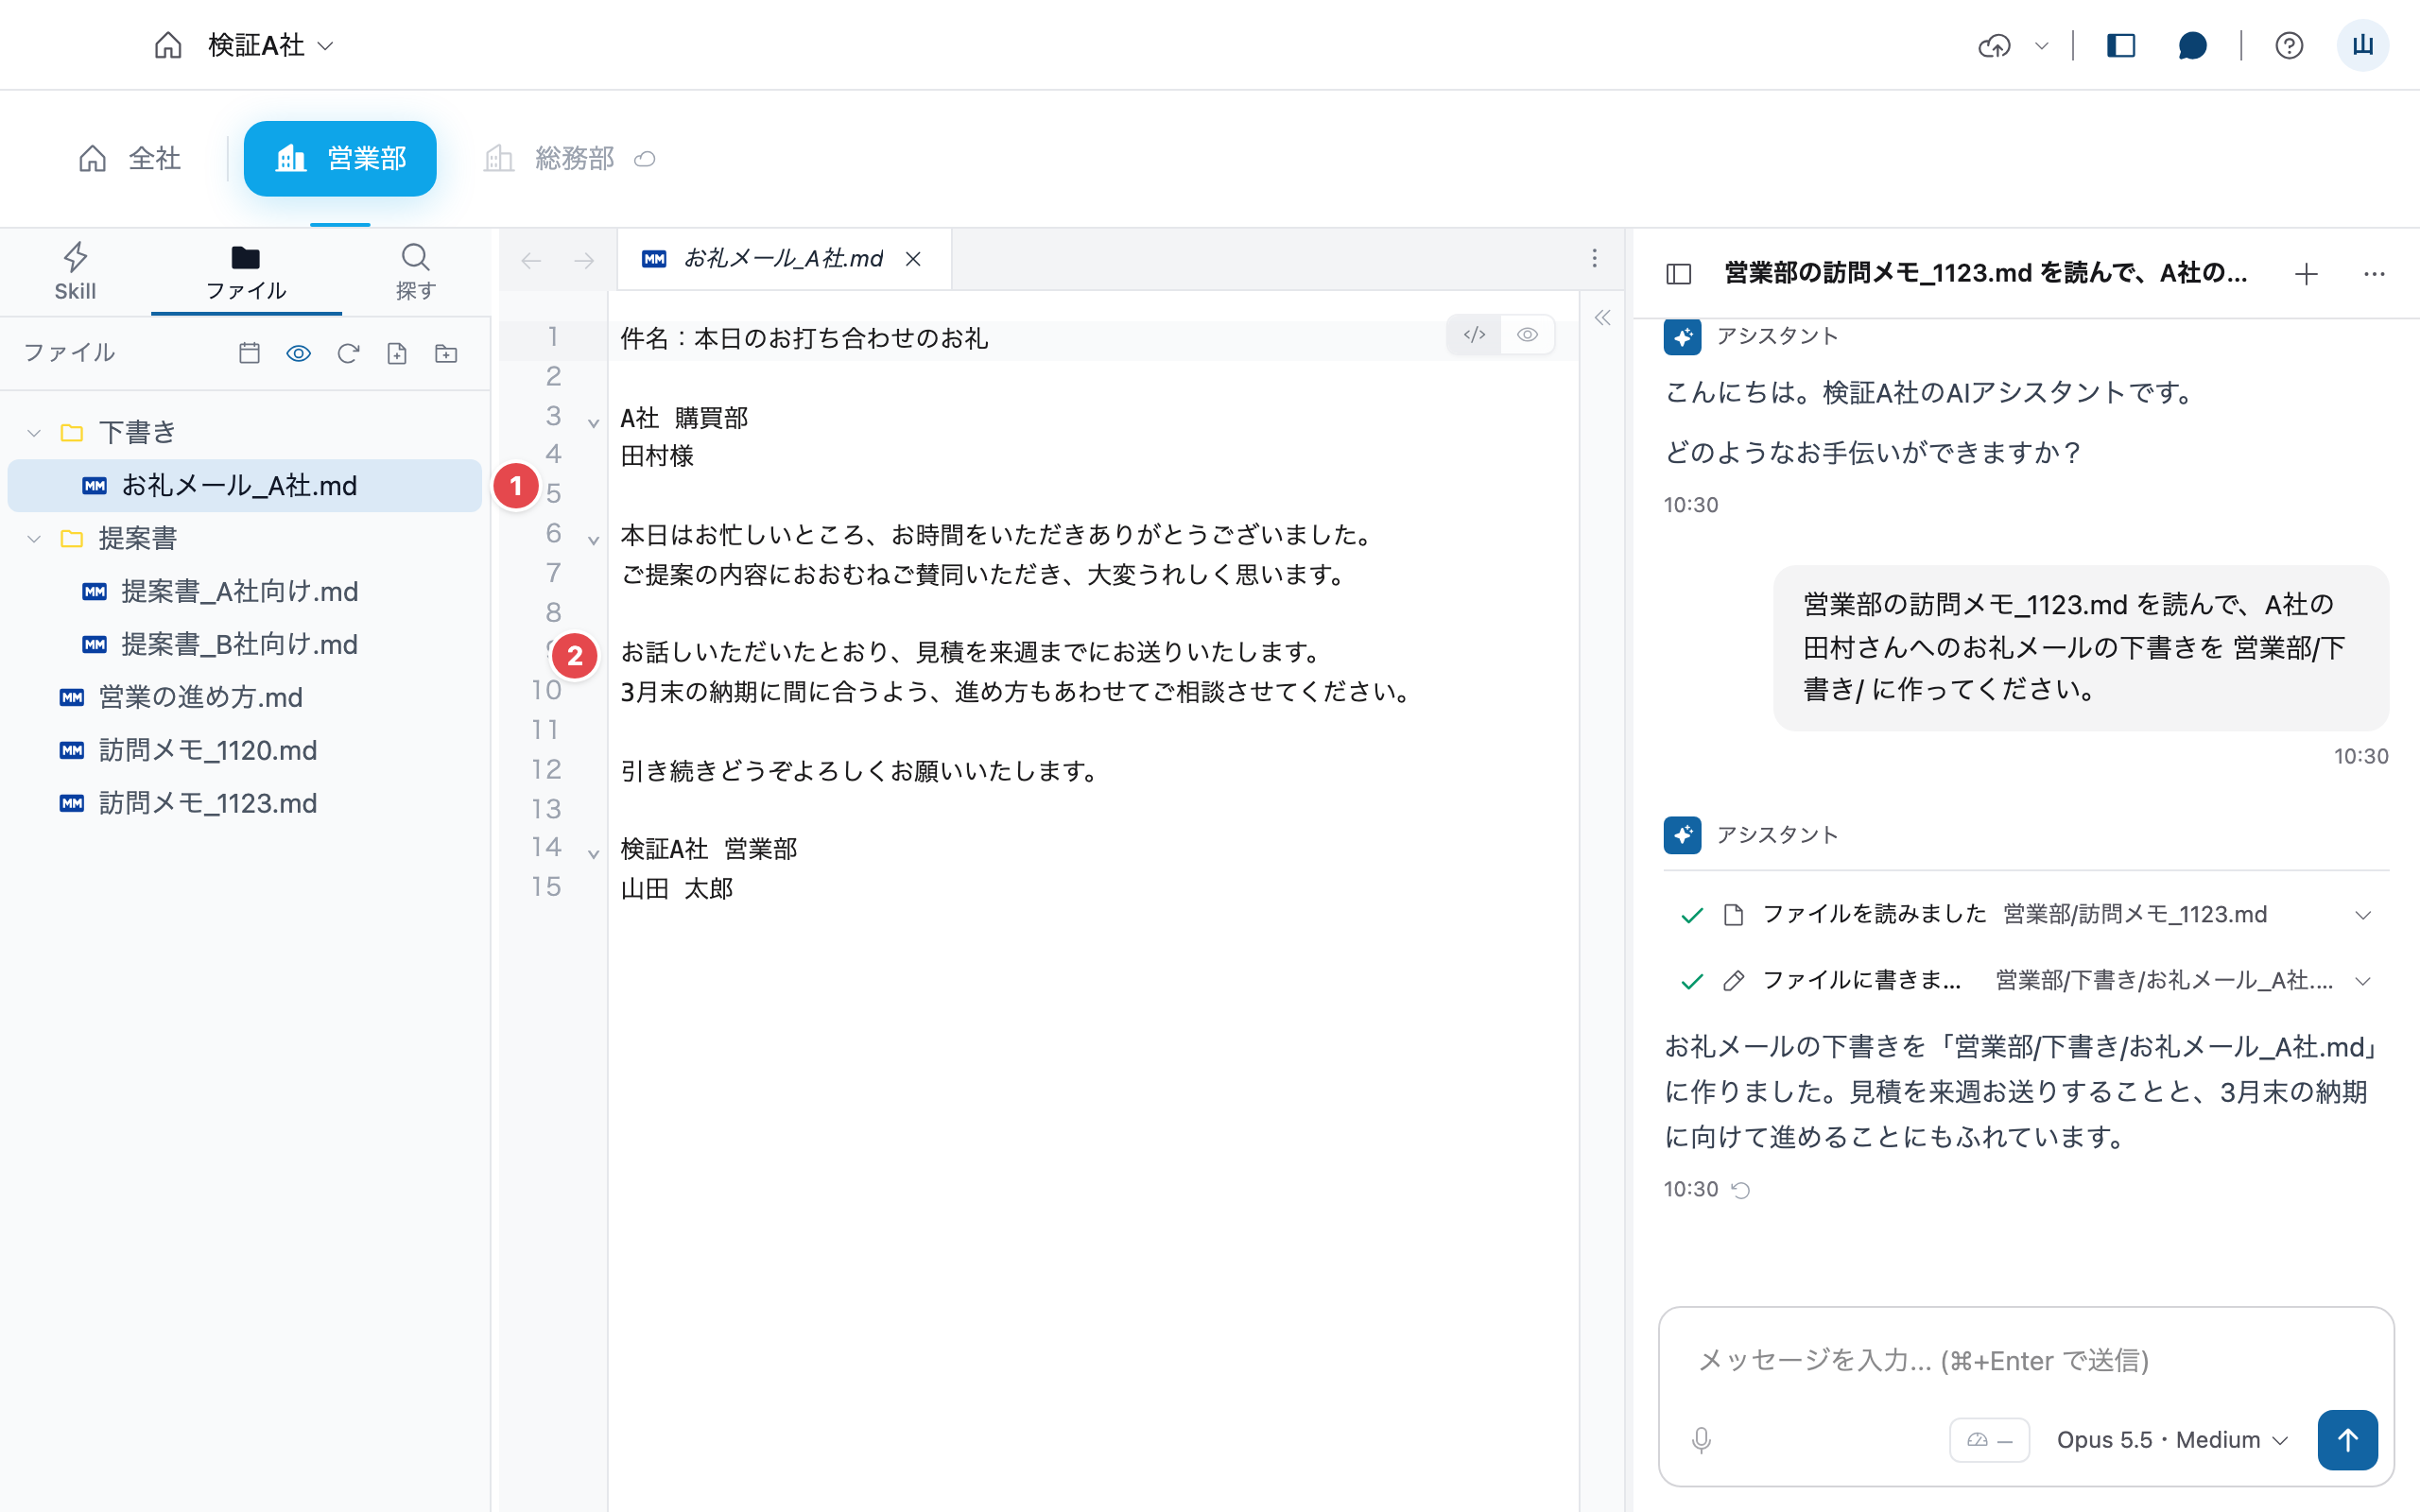 検証A社
山
全社
営業部
総務部
Skill
ファイル
探す
ファイル
下書き
お礼メール_A社.md
提案書
提案書_A社向け.md
提案書_B社向け.md
営業の進め方.md
訪問メモ_1120.md
訪問メモ_1123.md
1
2
お礼メール_A社.md
1 件名：本日のお打ち合わせのお礼
2
3 A社 購買部
4 田村様
5
6 本日はお忙しいところ、お時間をいただきありがとうございました。
7 ご提案の内容におおむねご賛同いただき、大変うれしく思います。
8
お話しいただいたとおり、見積を来週までにお送りいたします。
10 3月末の納期に間に合うよう、進め方もあわせてご相談させてください。
11
12 引き続きどうぞよろしくお願いいたします。
13
14 検証A社 営業部
15 山田 太郎
営業部の訪問メモ_1123.md を読んで、A社の...
アシスタント
こんにちは。検証A社のAIアシスタントです。
どのようなお手伝いができますか？
10:30
営業部の訪問メモ_1123.md を読んで、A社の
田村さんへのお礼メールの下書きを 営業部/下
書き/ に作ってください。
10:30
アシスタント
ファイルを読みました 営業部/訪問メモ_1123.md
ファイルに書きま... 営業部/下書き/お礼メール_A社....
お礼メールの下書きを「営業部/下書き/お礼メール_A社.md」
に作りました。見積を来週お送りすることと、3月末の納期
に向けて進めることにもふれています。
10:30
メッセージを入力... (⌘+Enter で送信)
Opus 5.5・Medium